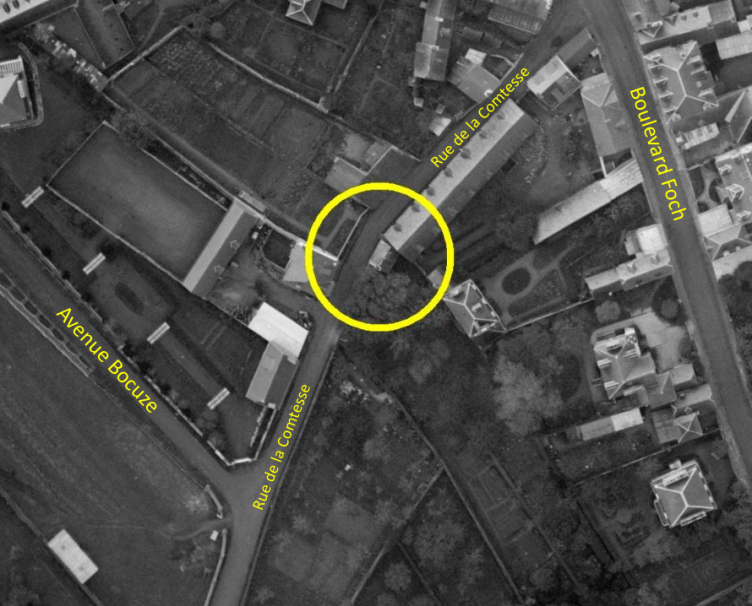 Rue de la Comtesse
Boulevard Foch
Avenue Bocuze
Rue de la Comtesse